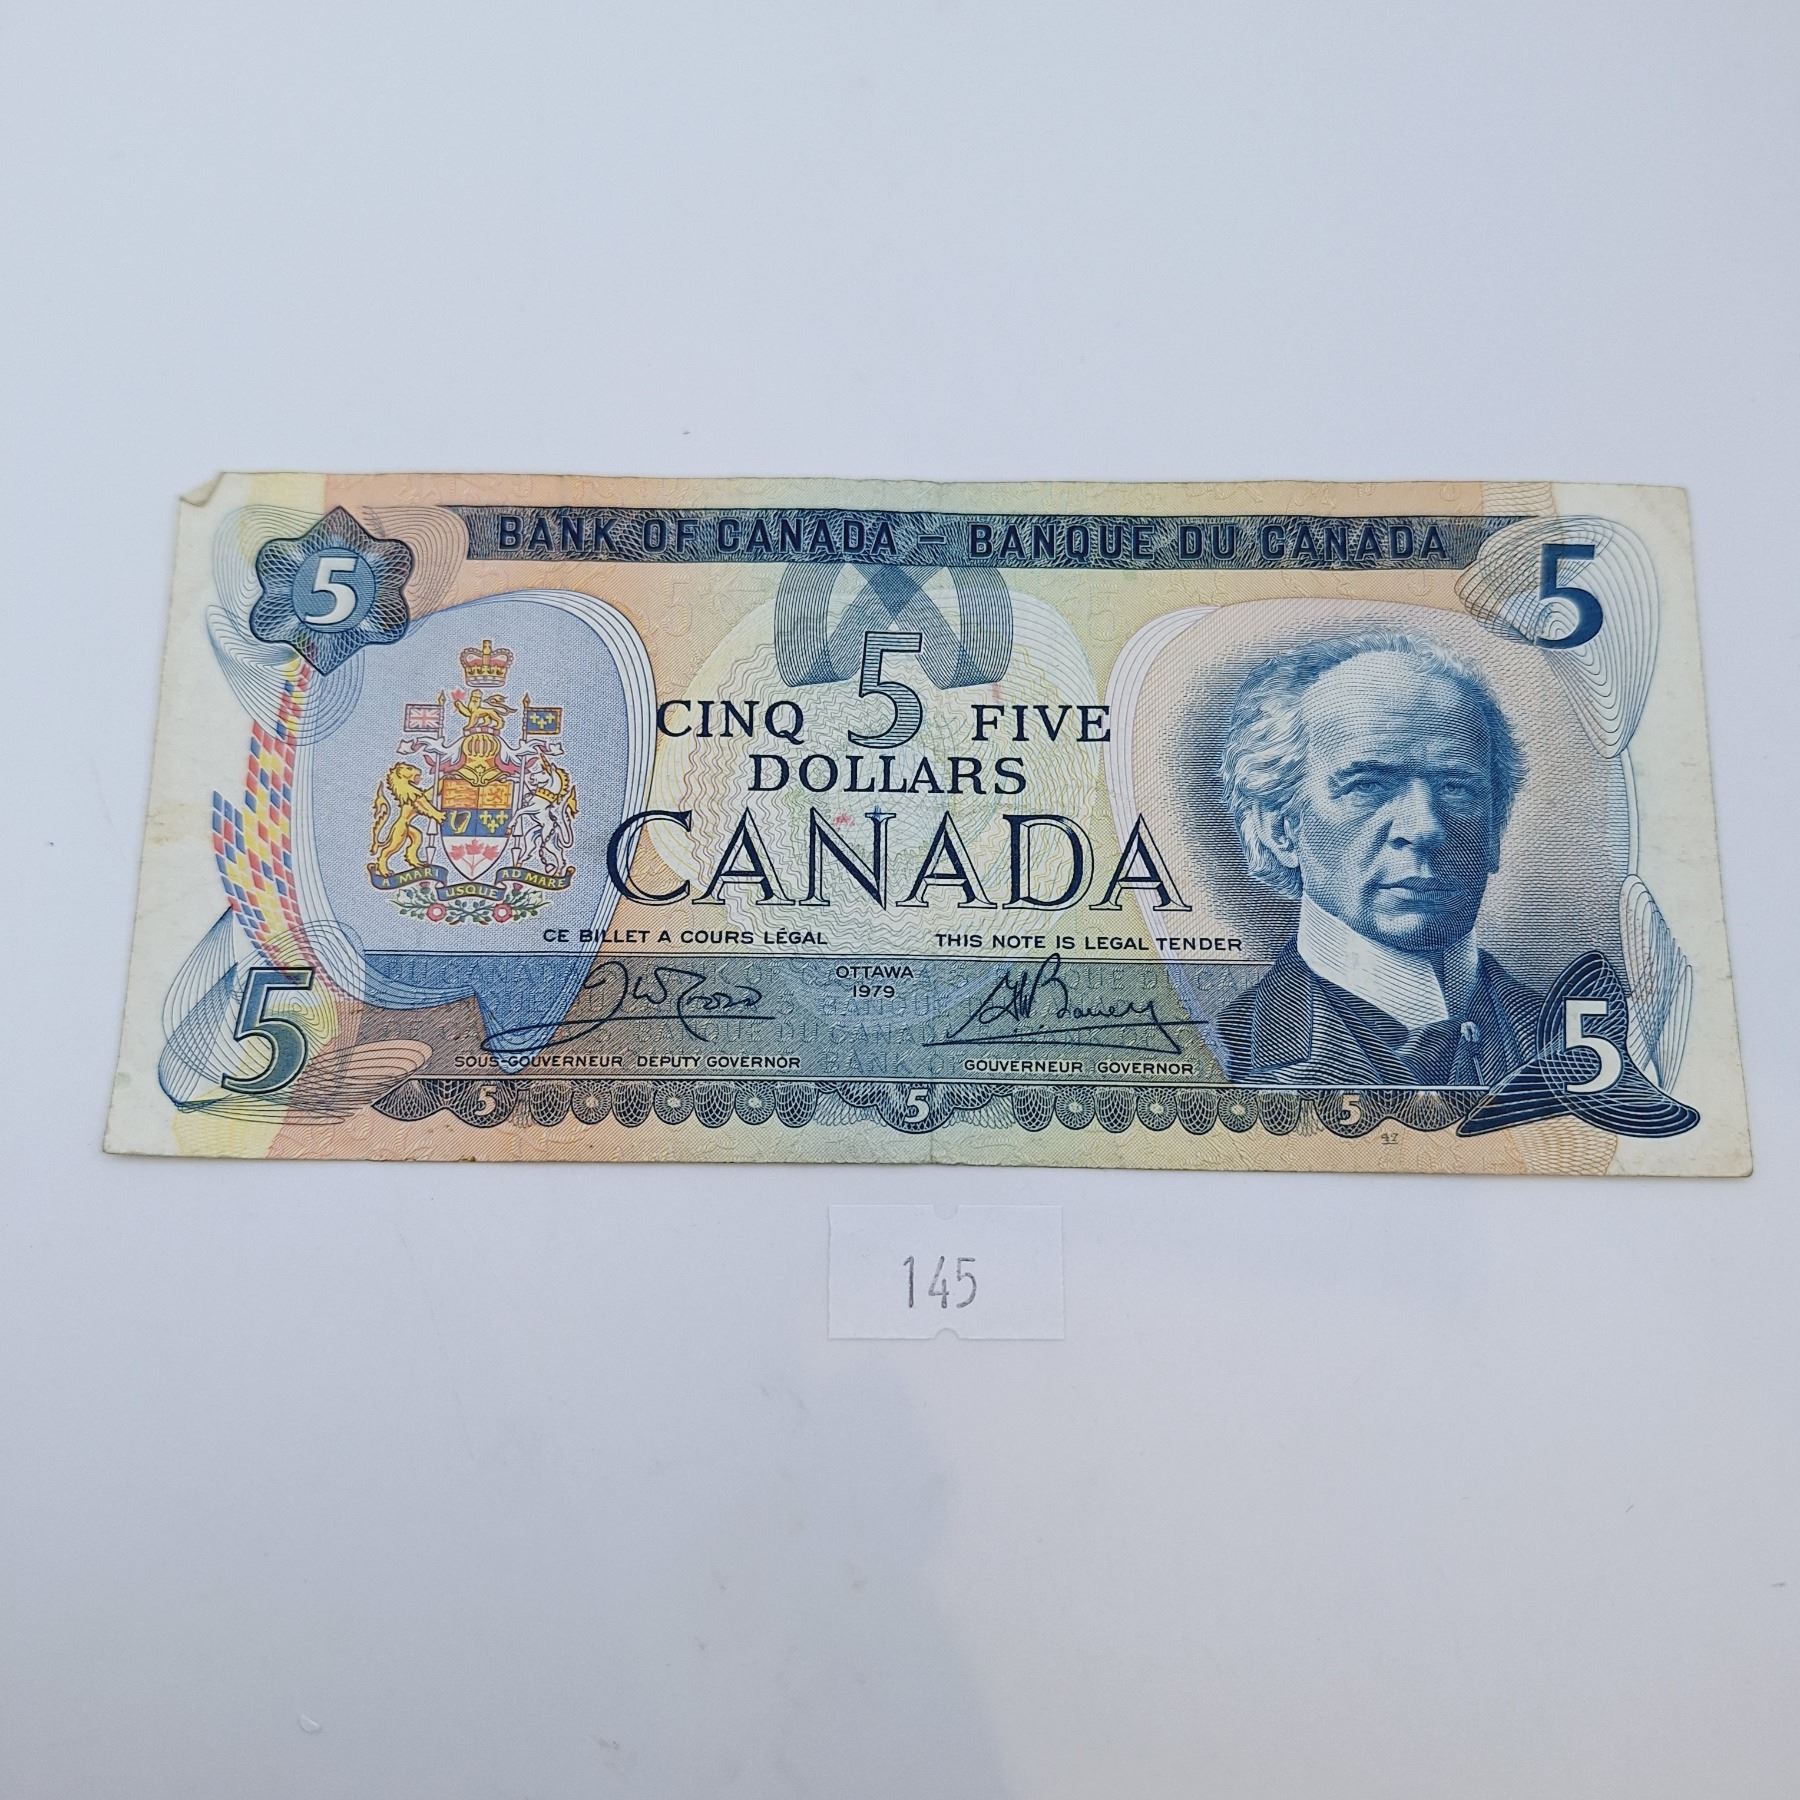 BANK OF CANADA – BANQUE DU CANADA
5 5
5
CINQ FIVE
DOLLARS
CANADA
A MARI USQUE AD MARE
CE BILLET A COURS LÉGAL THIS NOTE IS LEGAL TENDER
OTTAWA
1979
SOUS-GOUVERNEUR DEPUTY GOVERNOR GOUVERNEUR GOVERNOR
5 5
5 5 5
47
145